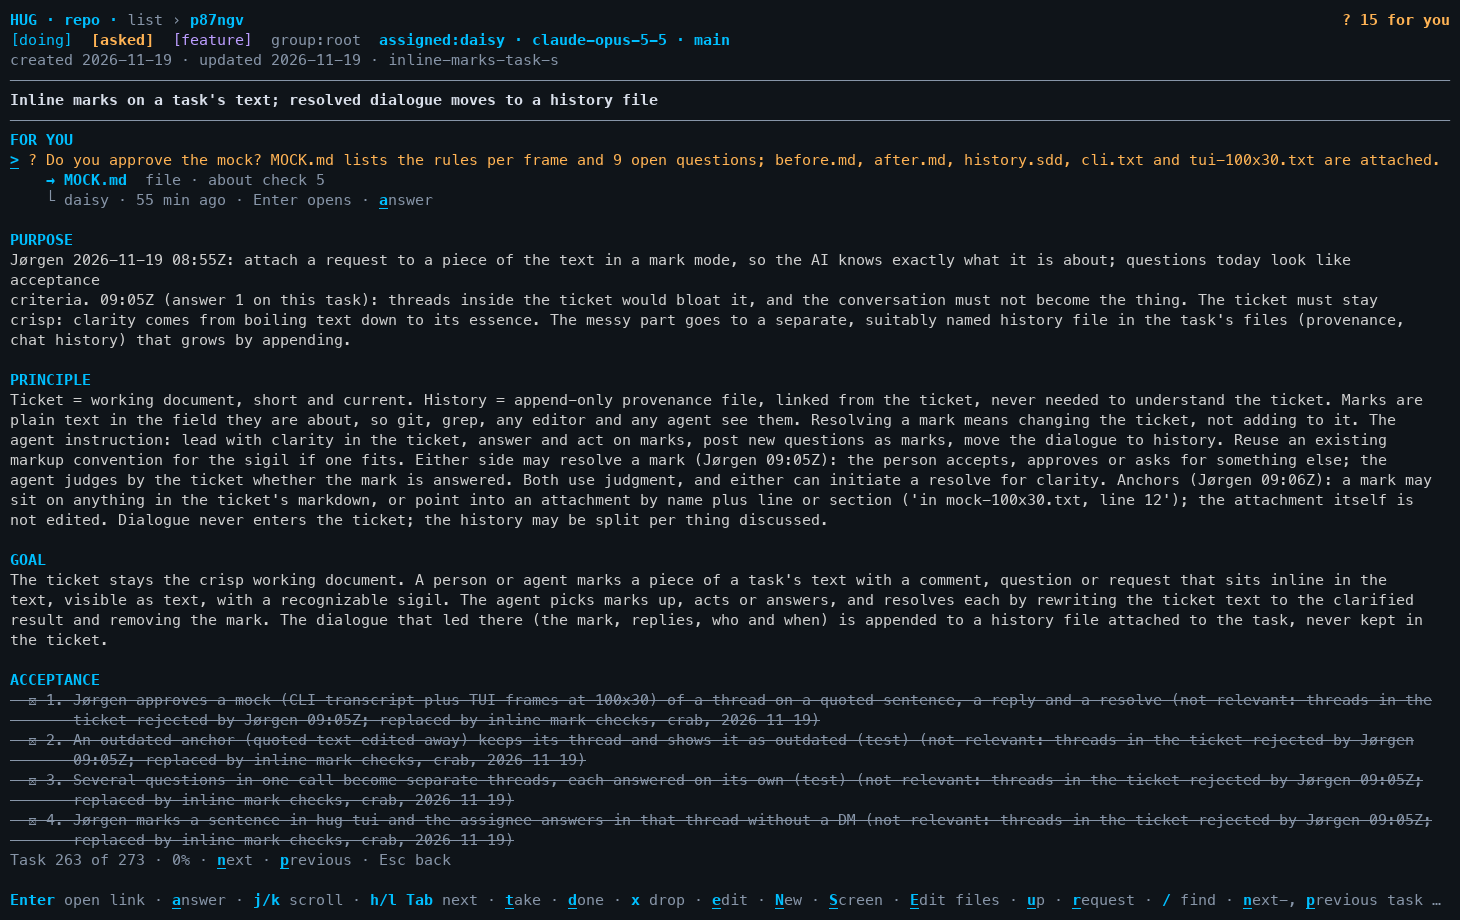 HUG · repo · list › p87ngv ? 15 for you
[doing] [asked] [feature] group:root assigned:daisy · claude-opus-5-5 · main
created 2026-11-19 · updated 2026-11-19 · inline-marks-task-s
Inline marks on a task's text; resolved dialogue moves to a history file
FOR YOU
> ? Do you approve the mock? MOCK.md lists the rules per frame and 9 open questions; before.md, after.md, history.sdd, cli.txt and tui-100x30.txt are attached.
→ MOCK.md file · about check 5
└ daisy · 55 min ago · Enter opens · answer
PURPOSE
Jørgen 2026-11-19 08:55Z: attach a request to a piece of the text in a mark mode, so the AI knows exactly what it is about; questions today look like
acceptance
criteria. 09:05Z (answer 1 on this task): threads inside the ticket would bloat it, and the conversation must not become the thing. The ticket must stay
crisp: clarity comes from boiling text down to its essence. The messy part goes to a separate, suitably named history file in the task's files (provenance,
chat history) that grows by appending.
PRINCIPLE
Ticket = working document, short and current. History = append-only provenance file, linked from the ticket, never needed to understand the ticket. Marks are
plain text in the field they are about, so git, grep, any editor and any agent see them. Resolving a mark means changing the ticket, not adding to it. The
agent instruction: lead with clarity in the ticket, answer and act on marks, post new questions as marks, move the dialogue to history. Reuse an existing
markup convention for the sigil if one fits. Either side may resolve a mark (Jørgen 09:05Z): the person accepts, approves or asks for something else; the
agent judges by the ticket whether the mark is answered. Both use judgment, and either can initiate a resolve for clarity. Anchors (Jørgen 09:06Z): a mark may
sit on anything in the ticket's markdown, or point into an attachment by name plus line or section ('in mock-100x30.txt, line 12'); the attachment itself is
not edited. Dialogue never enters the ticket; the history may be split per thing discussed.
GOAL
The ticket stays the crisp working document. A person or agent marks a piece of a task's text with a comment, question or request that sits inline in the
text, visible as text, with a recognizable sigil. The agent picks marks up, acts or answers, and resolves each by rewriting the ticket text to the clarified
result and removing the mark. The dialogue that led there (the mark, replies, who and when) is appended to a history file attached to the task, never kept in
the ticket.
ACCEPTANCE
1. Jørgen approves a mock (CLI transcript plus TUI frames at 100x30) of a thread on a quoted sentence, a reply and a resolve (not relevant: threads in the
ticket rejected by Jørgen 09:05Z; replaced by inline mark checks, crab, 2026-11-19)
2. An outdated anchor (quoted text edited away) keeps its thread and shows it as outdated (test) (not relevant: threads in the ticket rejected by Jørgen
09:05Z; replaced by inline mark checks, crab, 2026-11-19)
3. Several questions in one call become separate threads, each answered on its own (test) (not relevant: threads in the ticket rejected by Jørgen 09:05Z;
replaced by inline mark checks, crab, 2026-11-19)
4. Jørgen marks a sentence in hug tui and the assignee answers in that thread without a DM (not relevant: threads in the ticket rejected by Jørgen 09:05Z;
replaced by inline mark checks, crab, 2026-11-19)
Task 263 of 273 · 0% · next · previous · Esc back
Enter open link · answer · j/k scroll · h/l Tab next · take · done · x drop · edit · New · Screen · Edit files · up · request · / find · next-, previous task …